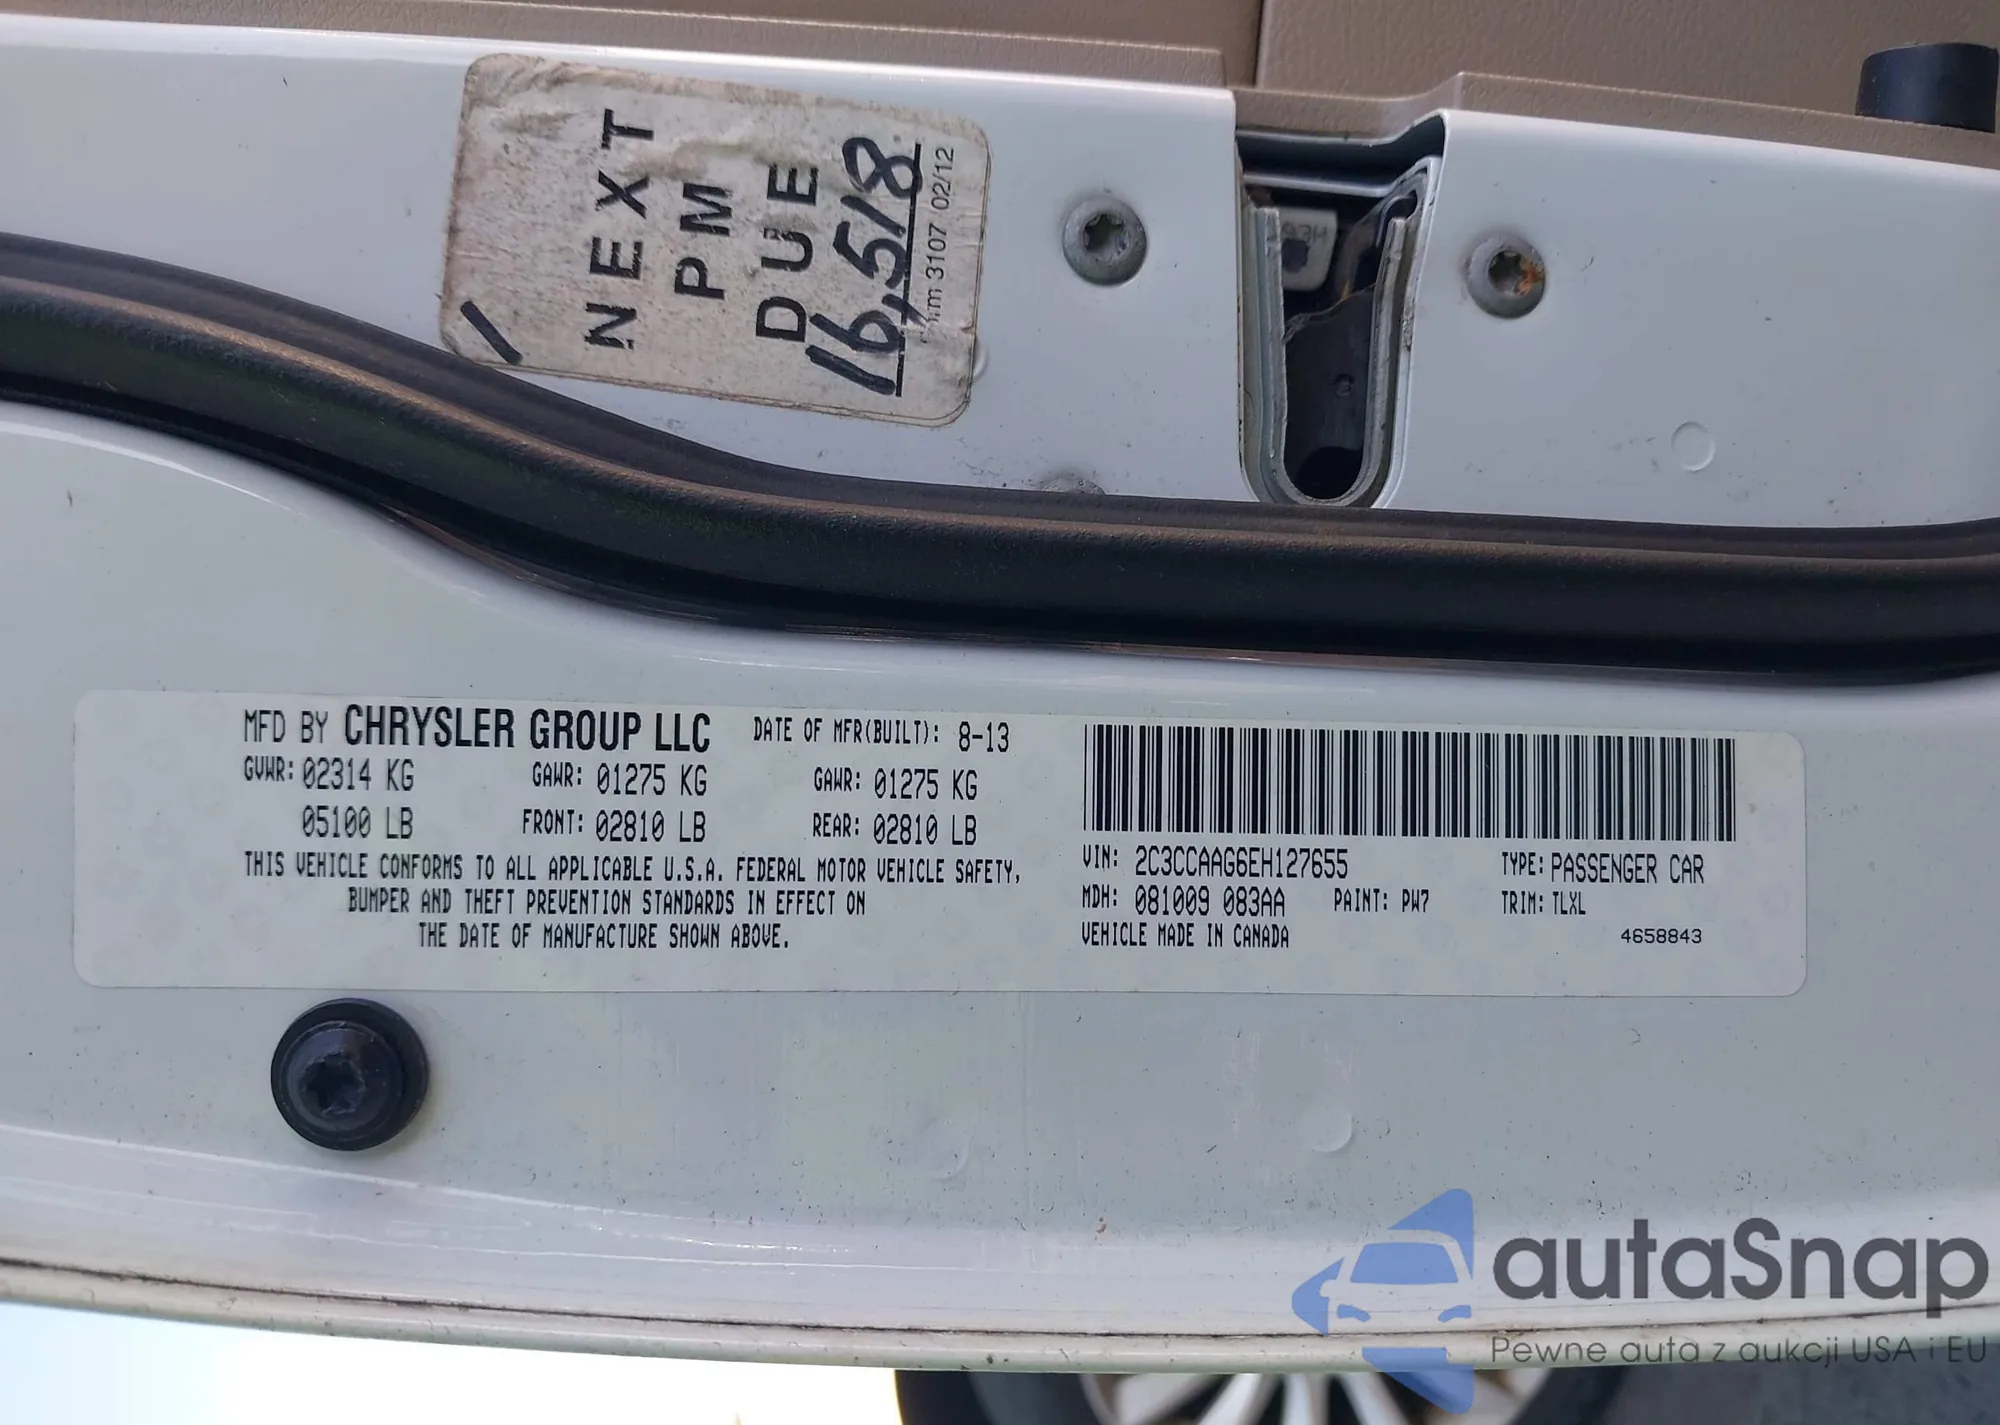 NEXT
PM
DUE
16,518
3107 02/12
MFD BY CHRYSLER GROUP LLC
DATE OF MFR(BUILT): 8-13
GVWR: 02314 KG
GAWR: 01275 KG
GAWR: 01275 KG
05100 LB
FRONT: 02810 LB
REAR: 02810 LB
THIS VEHICLE CONFORMS TO ALL APPLICABLE U.S.A. FEDERAL MOTOR VEHICLE SAFETY,
BUMPER AND THEFT PREVENTION STANDARDS IN EFFECT ON
THE DATE OF MANUFACTURE SHOWN ABOVE.
VIN: 2C3CCAAG6EH127655
TYPE: PASSENGER CAR
MDH: 081009 083AA
PAINT: PW7
TRIM: TLXL
VEHICLE MADE IN CANADA
4658843
autaSnap
Pewne auta z aukcji USA i EU